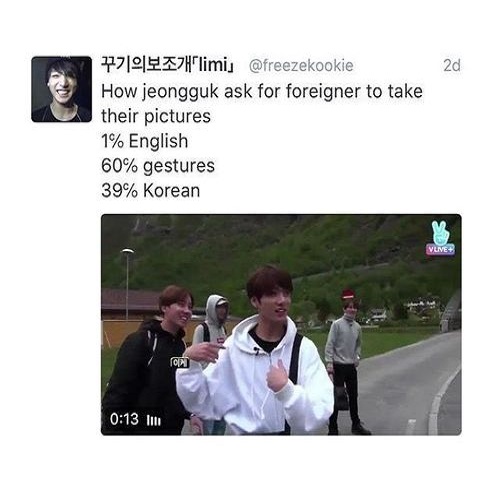 꾸기의보조개「limi」 @freezekookie 2d
How jeongguk ask for foreigner to take
their pictures
1% English
60% gestures
39% Korean
V LIVE+
이게
0:13